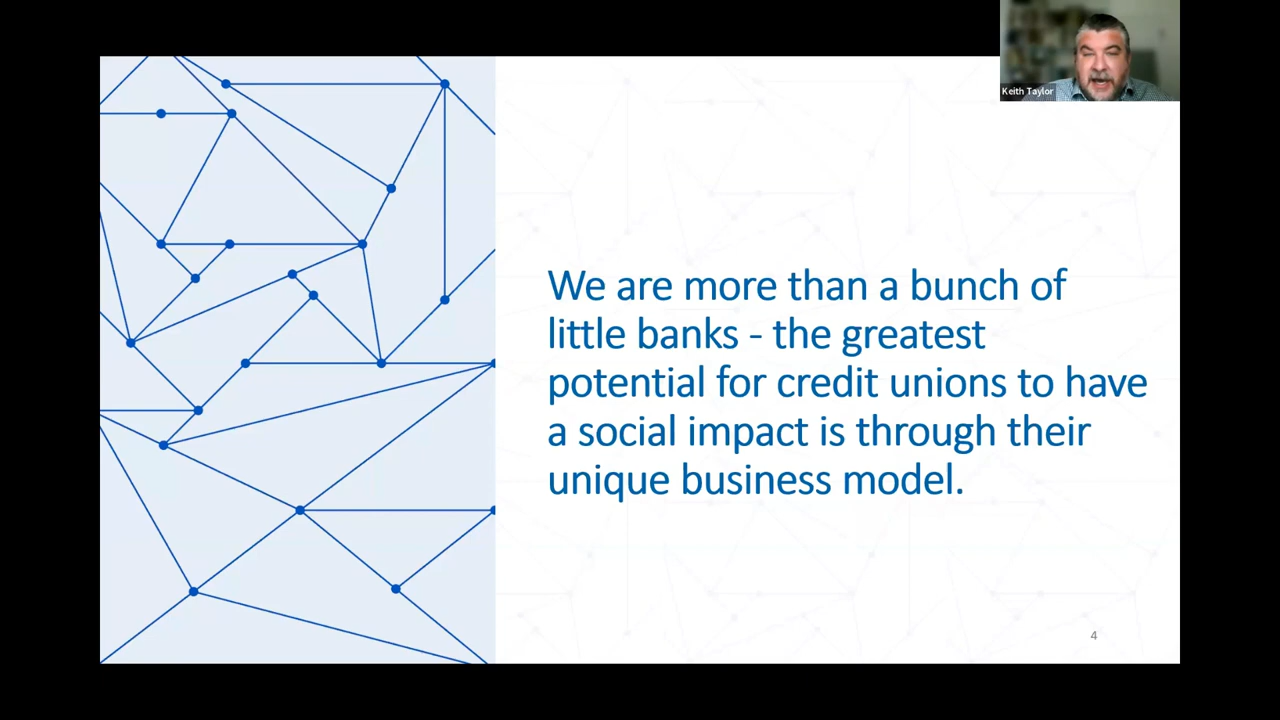 Keith Taylor
We are more than a bunch of
little banks - the greatest
potential for credit unions to have
a social impact is through their
unique business model.
4